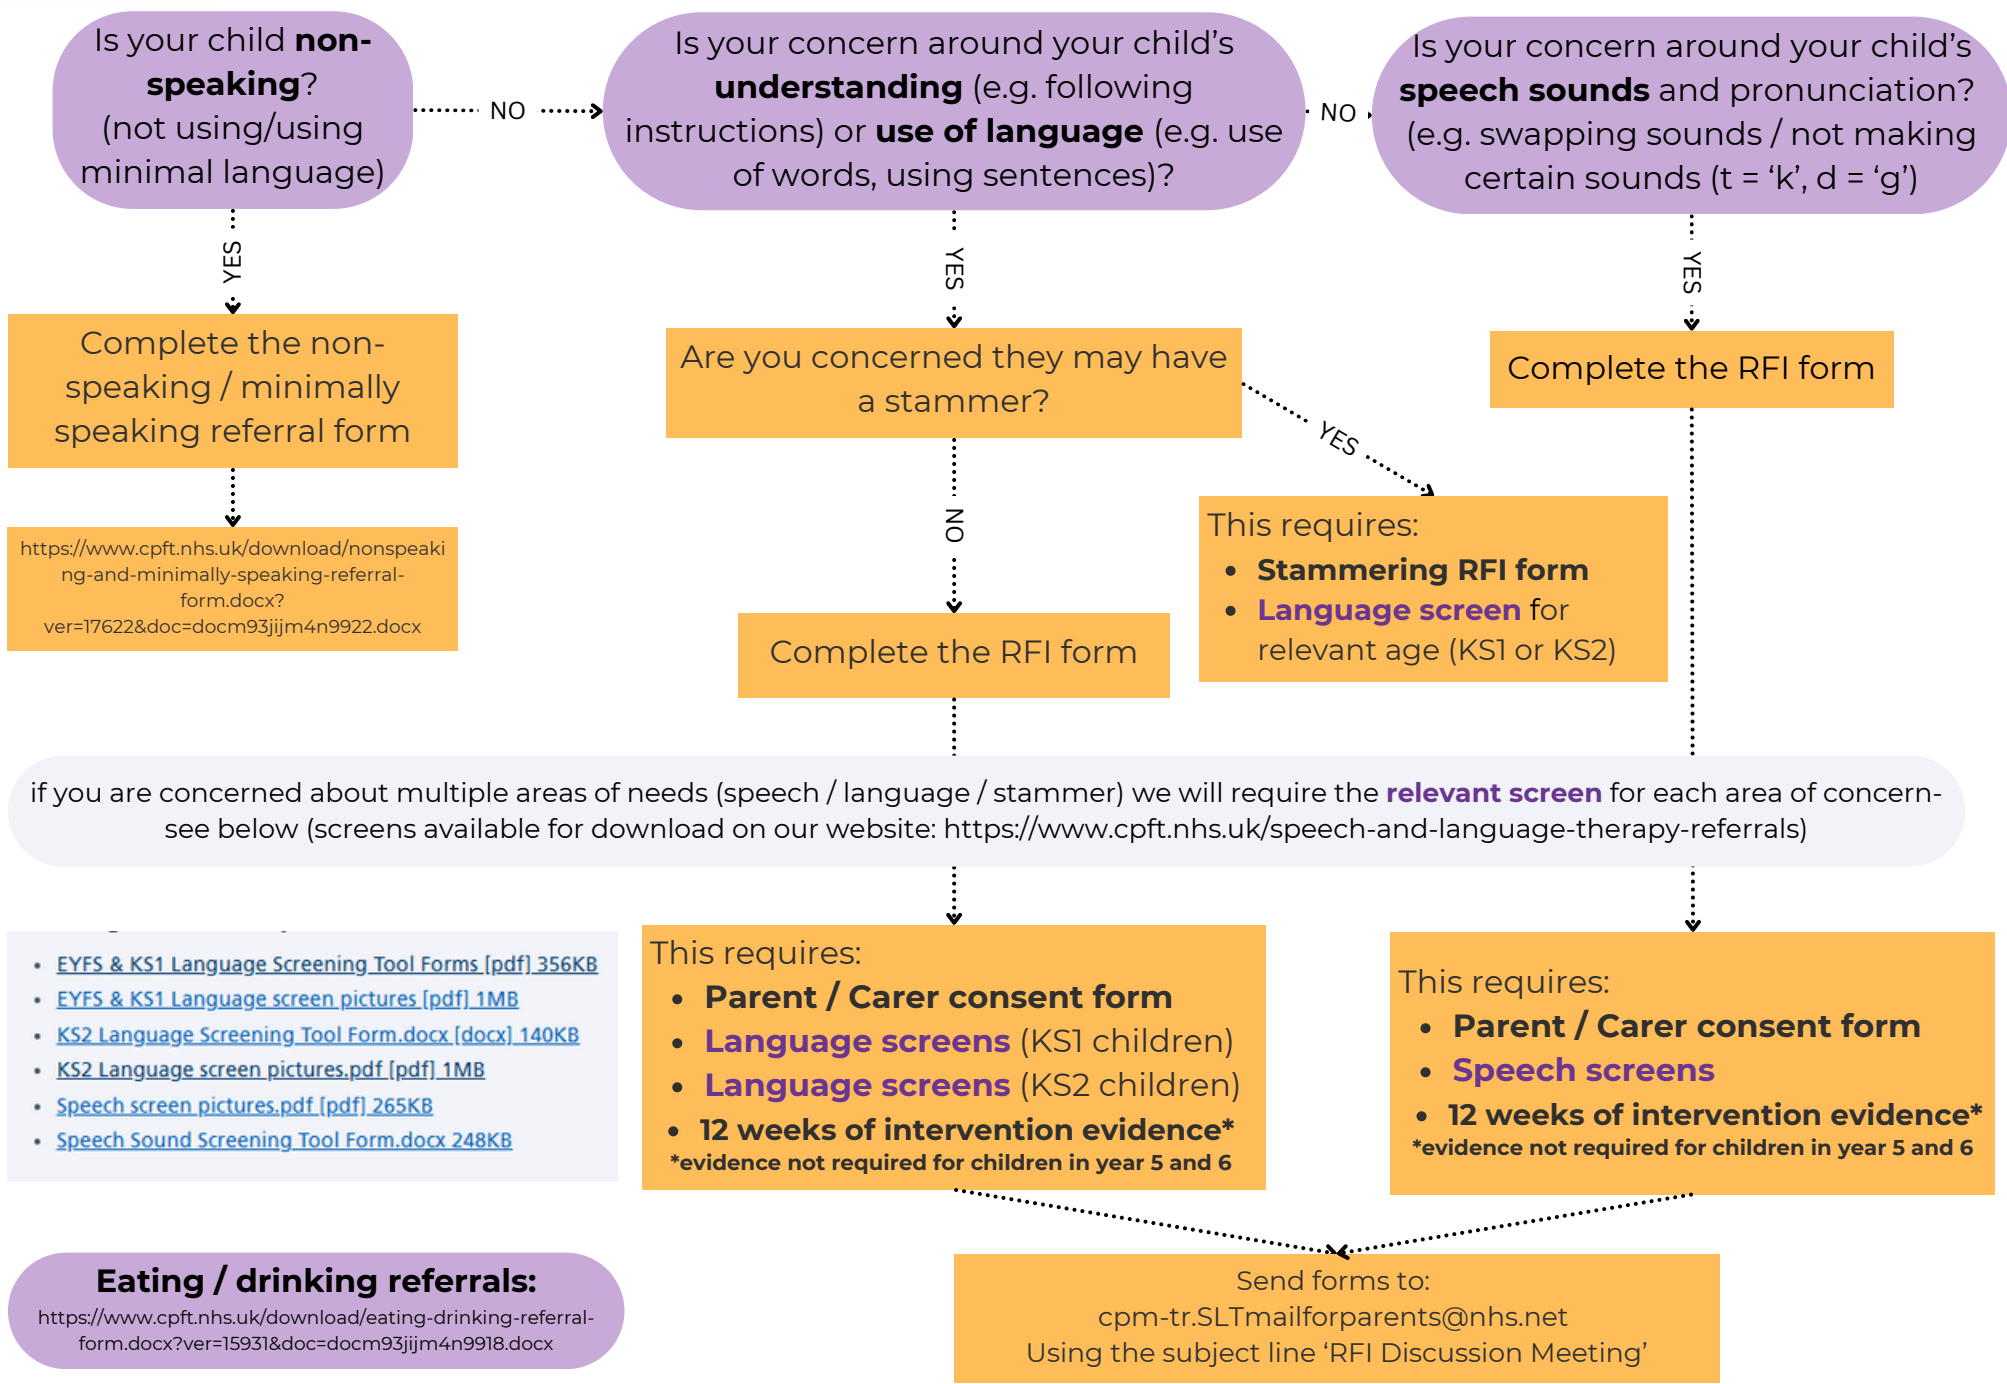 Is your child non-
speaking?
(not using/using
minimal language)
NO
Is your concern around your child's
understanding (e.g. following
instructions) or use of language (e.g. use
of words, using sentences)?
NO
Is your concern around your child's
speech sounds and pronunciation?
(e.g. swapping sounds / not making
certain sounds (t = ‘k’, d = ‘g’)
YES
YES
YES
Complete the non-
speaking / minimally
speaking referral form
Are you concerned they may have
a stammer?
Complete the RFI form
YES
NO
https://www.cpft.nhs.uk/download/nonspeaki
ng-and-minimally-speaking-referral-
form.docx?
ver=17622&doc=docm93jijm4n9922.docx
This requires:
• Stammering RFI form
• Language screen for
relevant age (KS1 or KS2)
Complete the RFI form
if you are concerned about multiple areas of needs (speech / language / stammer) we will require the relevant screen for each area of concern-
see below (screens available for download on our website: https://www.cpft.nhs.uk/speech-and-language-therapy-referrals)
• EYFS & KS1 Language Screening Tool Forms [pdf] 356KB
• EYFS & KS1 Language screen pictures [pdf] 1MB
• KS2 Language Screening Tool Form.docx [docx] 140KB
• KS2 Language screen pictures.pdf [pdf] 1MB
• Speech screen pictures.pdf [pdf] 265KB
• Speech Sound Screening Tool Form.docx 248KB
This requires:
• Parent / Carer consent form
• Language screens (KS1 children)
• Language screens (KS2 children)
• 12 weeks of intervention evidence*
*evidence not required for children in year 5 and 6
This requires:
• Parent / Carer consent form
• Speech screens
• 12 weeks of intervention evidence*
*evidence not required for children in year 5 and 6
Eating / drinking referrals:
https://www.cpft.nhs.uk/download/eating-drinking-referral-
form.docx?ver=15931&doc=docm93jijm4n9918.docx
Send forms to:
cpm-tr.SLTmailforparents@nhs.net
Using the subject line ‘RFI Discussion Meeting’